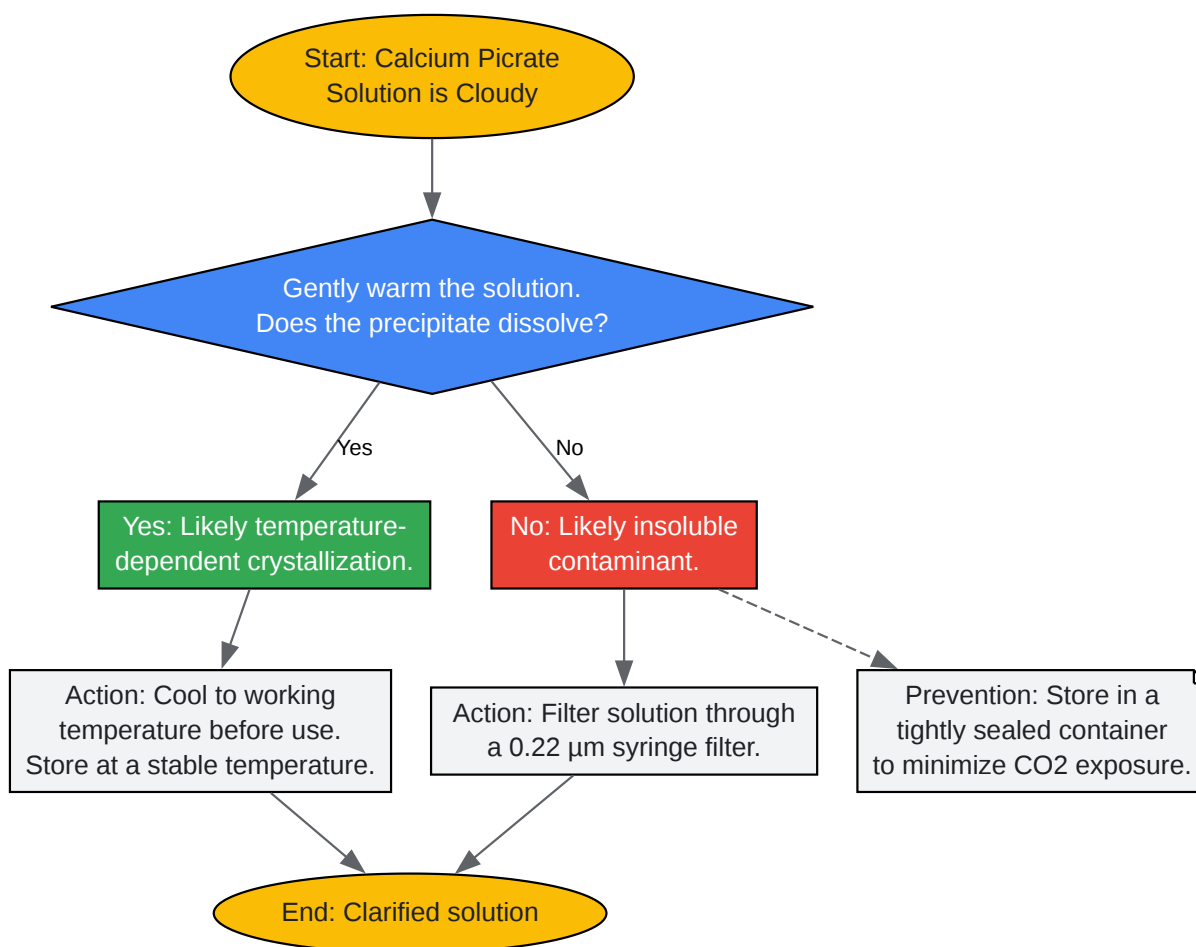 Start: Calcium Picrate
Solution is Cloudy
Gently warm the solution.
Does the precipitate dissolve?
Yes
No
Yes: Likely temperature-
dependent crystallization.
No: Likely insoluble
contaminant.
Action: Cool to working
temperature before use.
Store at a stable temperature.
Action: Filter solution through
a 0.22 µm syringe filter.
Prevention: Store in a
tightly sealed container
to minimize CO2 exposure.
End: Clarified solution